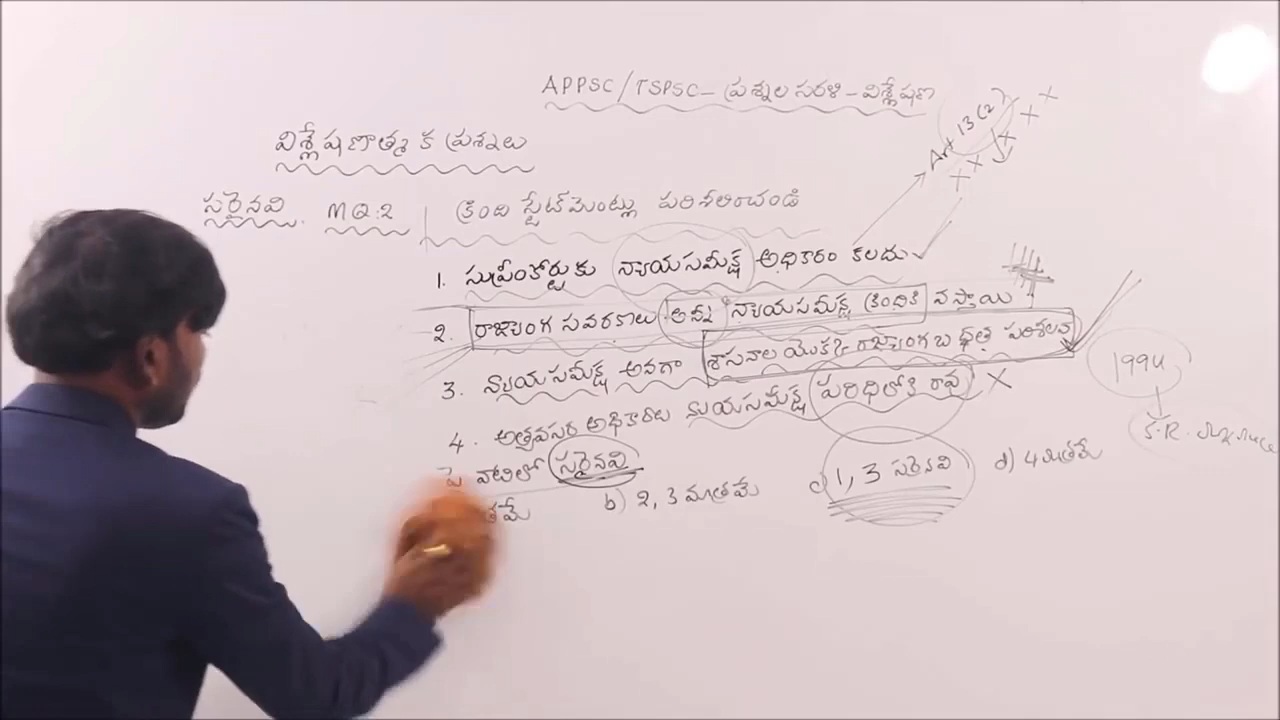 APPSC/TSPSC - ప్రశ్నల సరళి - విశ్లేషణ
విశ్లేషణాత్మక ప్రశ్నలు
సరైనవి. MQ:2 క్రింది స్టేట్‌మెంట్లు పరిశీలించండి
Art 13(2)
1. సుప్రీంకోర్టుకు న్యాయసమీక్ష అధికారం కలదు
2. రాజ్యాంగ సవరణలు అన్నీ న్యాయసమీక్ష క్రిందికి వస్తాయి
3. న్యాయసమీక్ష అనగా శాసనాల యొక్క రాజ్యాంగబద్ధత పరిశీలన
4. అత్యవసర అధికారాలు న్యాయసమీక్ష పరిధిలోకి రావు
1994
S.R.
పై వాటిలో సరైనవి
b) 2, 3 మాత్రమే c) 1, 3 సరైనవి d) 4 మాత్రమే